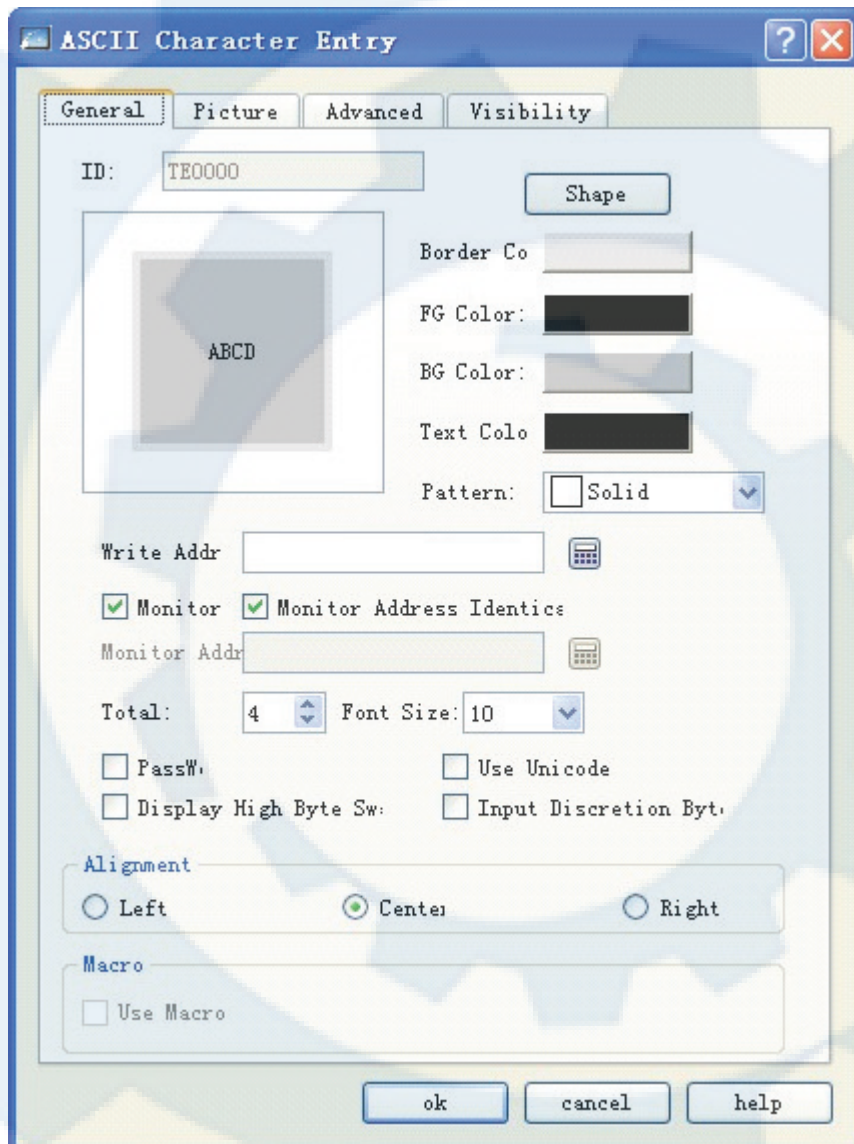 ASCII Character Entry
General Picture Advanced Visibility
ID: TE0000
Shape
Border Co
FG Color:
ABCD
BG Color:
Text Colo
Pattern: Solid
Write Addr
Monitor Monitor Address Identica
Monitor Addr
Total: 4 Font Size: 10
PassW
Use Unicode
Display High Byte Sw
Input Discretion Byt
Alignment
Left Center Right
Macro
Use Macro
ok cancel help